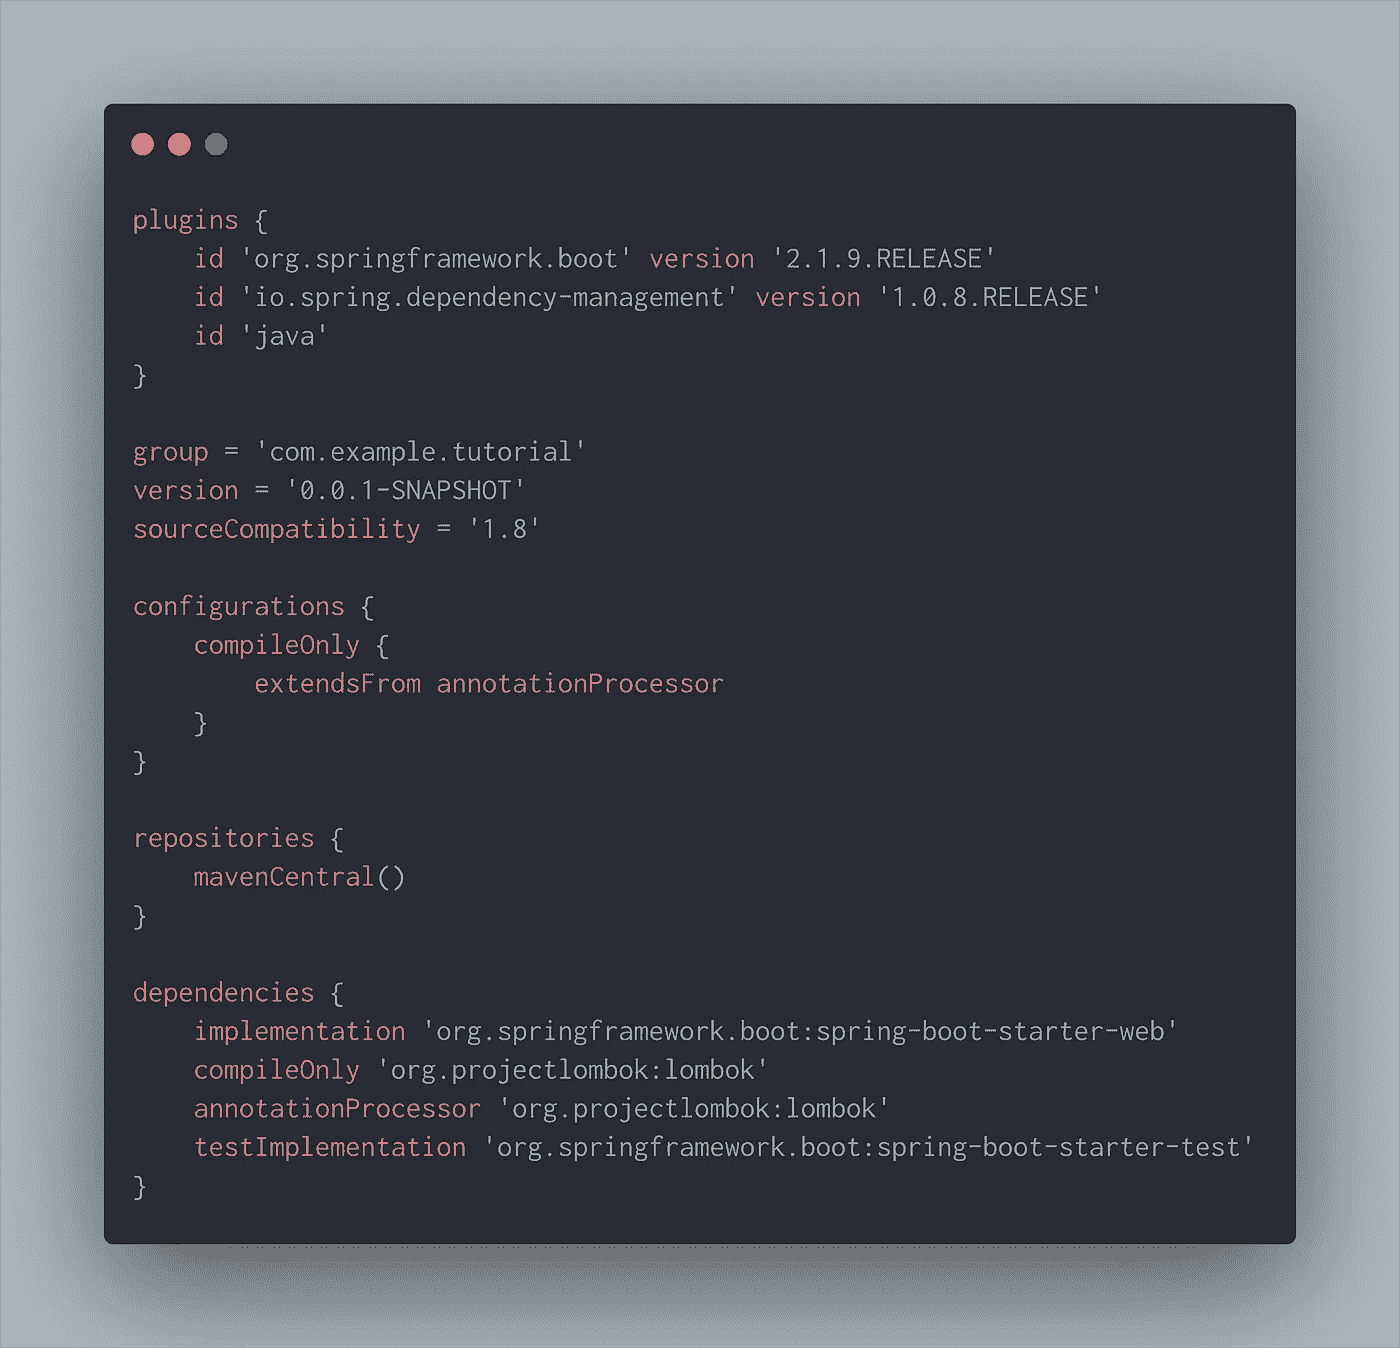 plugins {
    id 'org.springframework.boot' version '2.1.9.RELEASE'
    id 'io.spring.dependency-management' version '1.0.8.RELEASE'
    id 'java'
}

group = 'com.example.tutorial'
version = '0.0.1-SNAPSHOT'
sourceCompatibility = '1.8'

configurations {
    compileOnly {
        extendsFrom annotationProcessor
    }
}

repositories {
    mavenCentral()
}

dependencies {
    implementation 'org.springframework.boot:spring-boot-starter-web'
    compileOnly 'org.projectlombok:lombok'
    annotationProcessor 'org.projectlombok:lombok'
    testImplementation 'org.springframework.boot:spring-boot-starter-test'
}